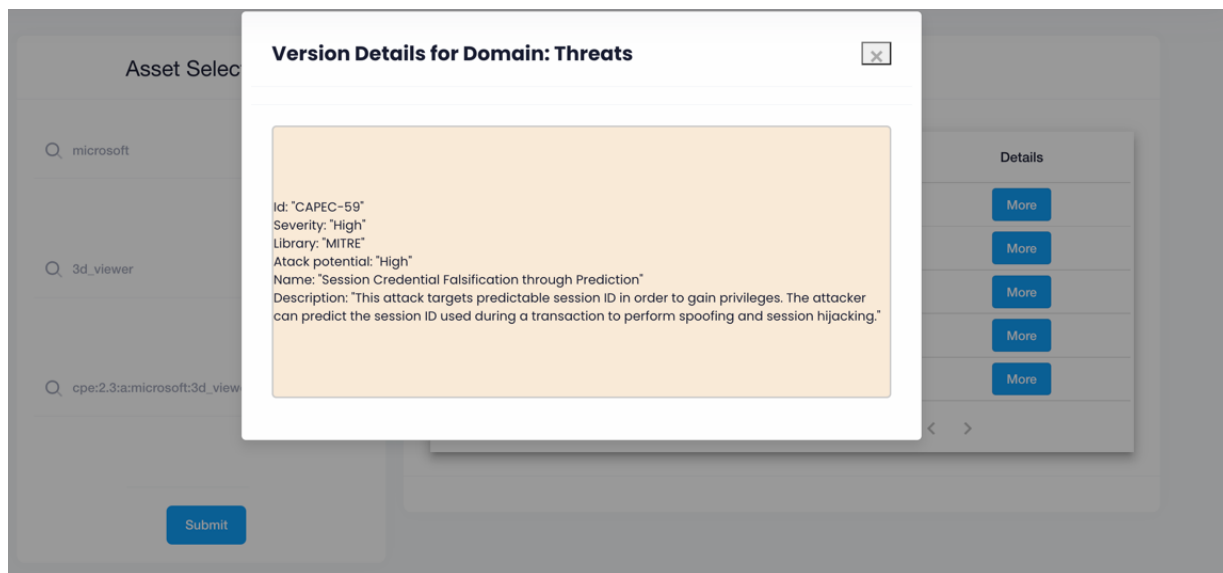 Version Details for Domain: Threats
×
Asset Selec
microsoft
3d_viewer
cpe:2.3:a:microsoft:3d_view
Submit
Id: "CAPEC-59"
Severity: "High"
Library: "MITRE"
Atack potential: "High"
Name: "Session Credential Falsification through Prediction"
Description: "This attack targets predictable session ID in order to gain privileges. The attacker
can predict the session ID used during a transaction to perform spoofing and session hijacking."
Details
More
More
More
More
More